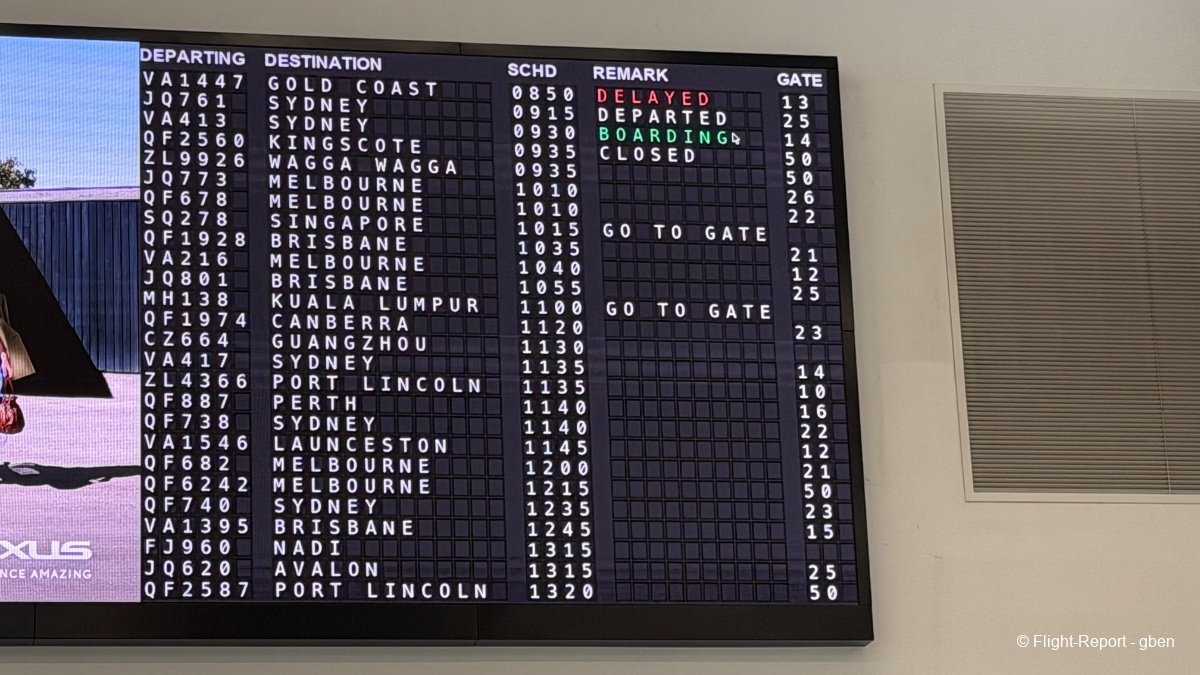 DEPARTING DESTINATION SCHD REMARK GATE
VA1447 GOLD COAST 0850 DELAYED 13
JQ761 SYDNEY 0915 DEPARTED 25
VA413 SYDNEY 0930 BOARDING 14
QF2560 KINGSCOTE 0935 CLOSED 50
ZL9926 WAGGA WAGGA 0935 50
JQ773 MELBOURNE 1010 26
QF678 MELBOURNE 1010 22
SQ278 SINGAPORE 1015 GO TO GATE
QF1928 BRISBANE 1035 21
VA216 MELBOURNE 1040 12
JQ801 BRISBANE 1055 25
MH138 KUALA LUMPUR 1100 GO TO GATE
QF1974 CANBERRA 1120 23
CZ664 GUANGZHOU 1130
VA417 SYDNEY 1135 14
ZL4366 PORT LINCOLN 1135 10
QF887 PERTH 1140 16
QF738 SYDNEY 1140 22
VA1546 LAUNCESTON 1145 12
QF682 MELBOURNE 1200 21
QF6242 MELBOURNE 1215 50
QF740 SYDNEY 1235 23
VA1395 BRISBANE 1245 15
FJ960 NADI 1315
JQ620 AVALON 1315 25
QF2587 PORT LINCOLN 1320 50
XUS
NCE AMAZING
© Flight-Report - gben